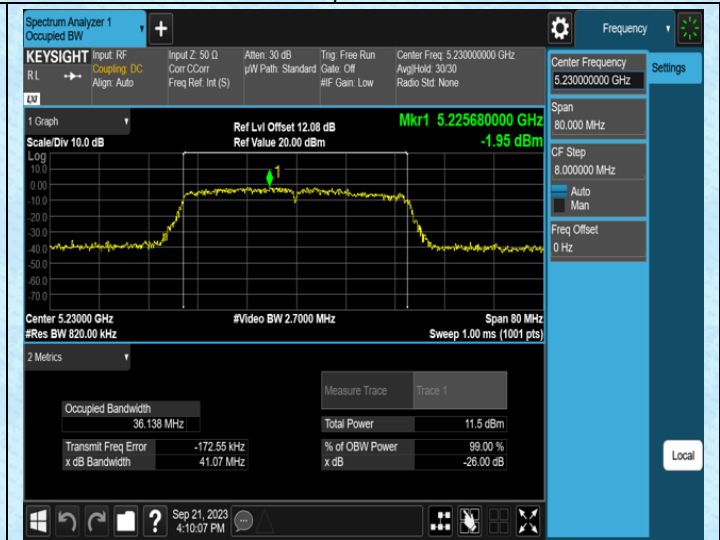 Spectrum Analyzer 1
Occupied BW
Frequency
KEYSIGHT
RL
Input: RF
Coupling: DC
Align: Auto
Input Z: 50 Ω
Corr CCorr
Freq Ref: Int (S)
Atten: 30 dB
µW Path: Standard
Trig: Free Run
Gate: Off
#IF Gain: Low
Center Freq: 5.230000000 GHz
Avg|Hold: 30/30
Radio Std: None
LXI
1 Graph
Scale/Div 10.0 dB
Ref Lvl Offset 12.08 dB
Ref Value 20.00 dBm
Mkr1 5.225680000 GHz
-1.95 dBm
Log
10.0
0.00
-10.0
-20.0
-30.0
-40.0
-50.0
-60.0
-70.0
1
Center 5.23000 GHz
#Res BW 820.00 kHz
#Video BW 2.7000 MHz
Span 80 MHz
Sweep 1.00 ms (1001 pts)
2 Metrics
Measure Trace Trace 1
Occupied Bandwidth
36.138 MHz
Total Power 11.5 dBm
Transmit Freq Error -172.55 kHz
% of OBW Power 99.00 %
x dB Bandwidth 41.07 MHz
x dB -26.00 dB
Center Frequency
5.230000000 GHz
Settings
Span
80.000 MHz
CF Step
8.000000 MHz
Auto
Man
Freq Offset
0 Hz
Local
?
Sep 21, 2023
4:10:07 PM